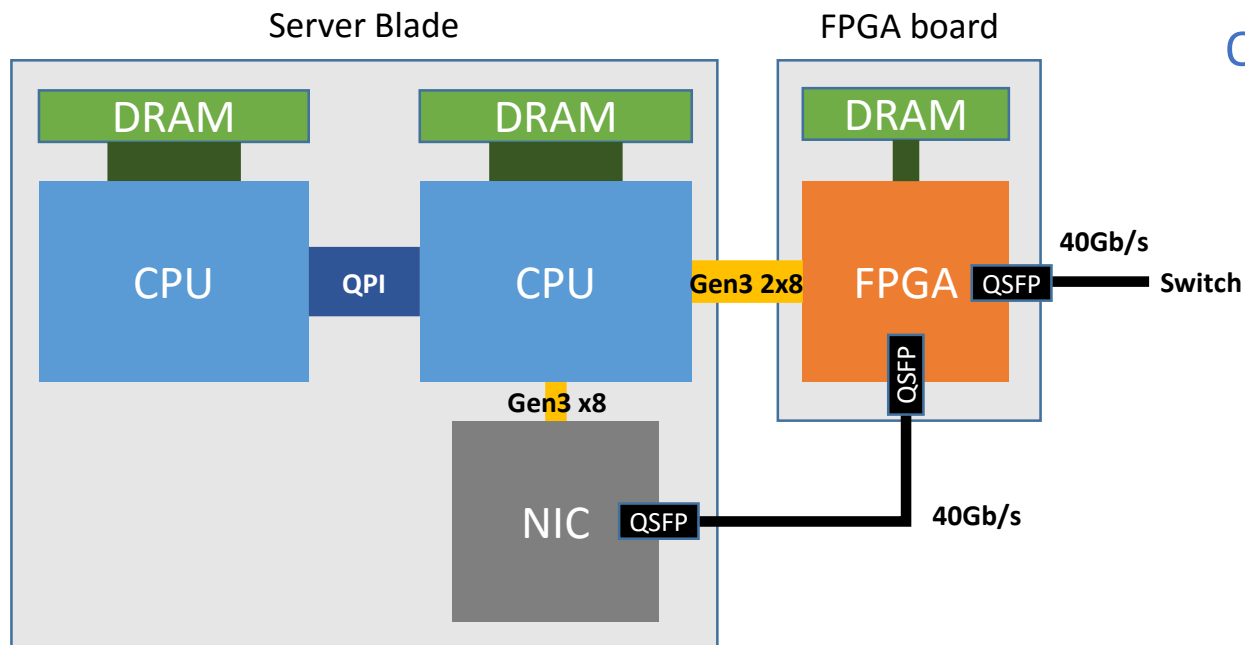 Server Blade
FPGA board
DRAM
DRAM
DRAM
CPU
QPI
CPU
Gen3 2x8
FPGA
QSFP
40Gb/s
Switch
QSFP
Gen3 x8
NIC
QSFP
40Gb/s